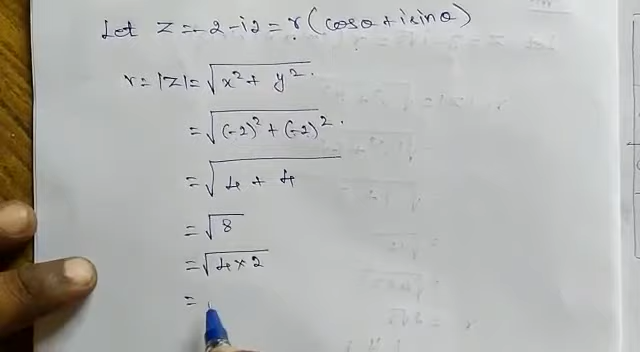 Let Z = -2 - i2 = r (cosθ + i sinθ)
r = |Z| = √x² + y².
= √(-2)² + (-2)².
= √4 + 4
= √8
= √4 × 2
=